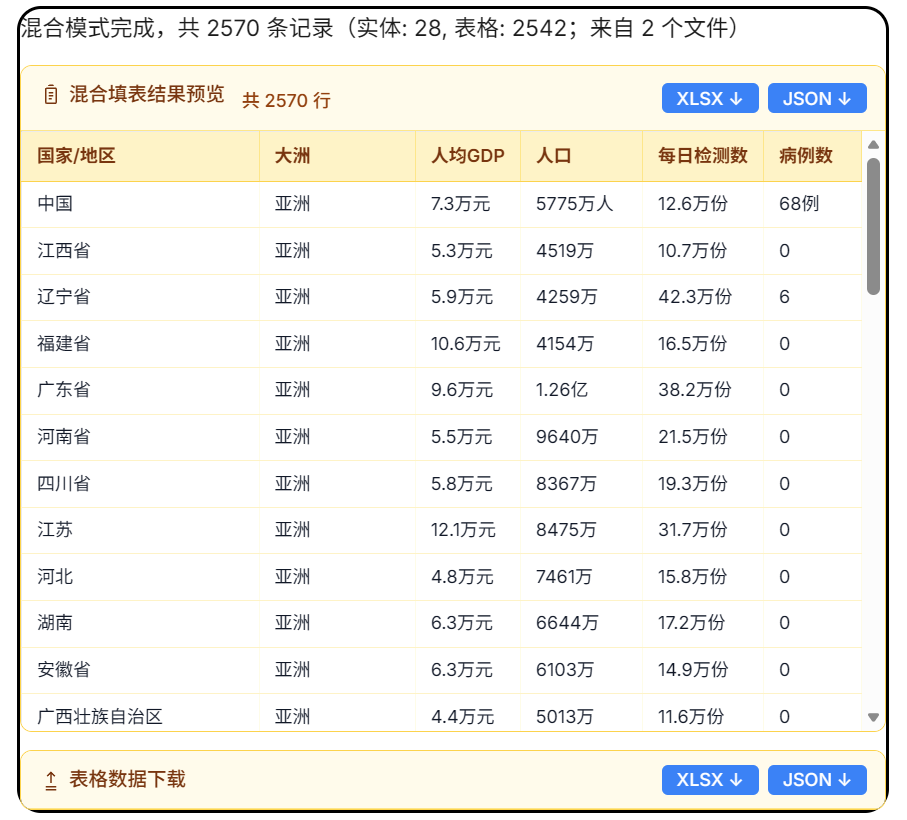 混合模式完成，共 2570 条记录（实体: 28, 表格: 2542；来自 2 个文件）
混合填表结果预览 共 2570 行 XLSX ↓ JSON ↓
国家/地区 大洲 人均GDP 人口 每日检测数 病例数
中国 亚洲 7.3万元 5775万人 12.6万份 68例
江西省 亚洲 5.3万元 4519万 10.7万份 0
辽宁省 亚洲 5.9万元 4259万 42.3万份 6
福建省 亚洲 10.6万元 4154万 16.5万份 0
广东省 亚洲 9.6万元 1.26亿 38.2万份 0
河南省 亚洲 5.5万元 9640万 21.5万份 0
四川省 亚洲 5.8万元 8367万 19.3万份 0
江苏 亚洲 12.1万元 8475万 31.7万份 0
河北 亚洲 4.8万元 7461万 15.8万份 0
湖南 亚洲 6.3万元 6644万 17.2万份 0
安徽省 亚洲 6.3万元 6103万 14.9万份 0
广西壮族自治区 亚洲 4.4万元 5013万 11.6万份 0
表格数据下载 XLSX ↓ JSON ↓